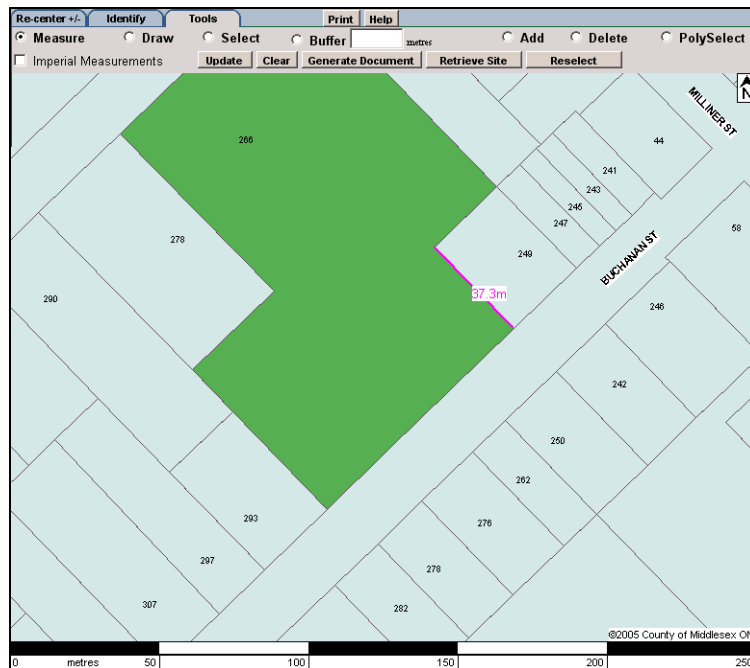 Re-center +/- Identify Tools Print Help
Measure Draw Select Buffer metres Add Delete PolySelect
Imperial Measurements Update Clear Generate Document Retrieve Site Reselect
N
MILLINER ST
266
44
241
243
245
247
249
58
278
BUCHANAN ST
290
37.3m
246
242
250
262
293
276
297
278
307
282
©2005 County of Middlesex ON
0 metres 50 100 150 200 250